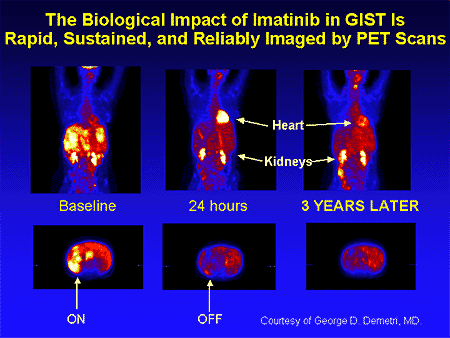 The Biological Impact of Imatinib in GIST Is
Rapid, Sustained, and Reliably Imaged by PET Scans
Heart
Kidneys
Baseline
24 hours
3 YEARS LATER
ON
OFF
Courtesy of George D. Demetri, MD.